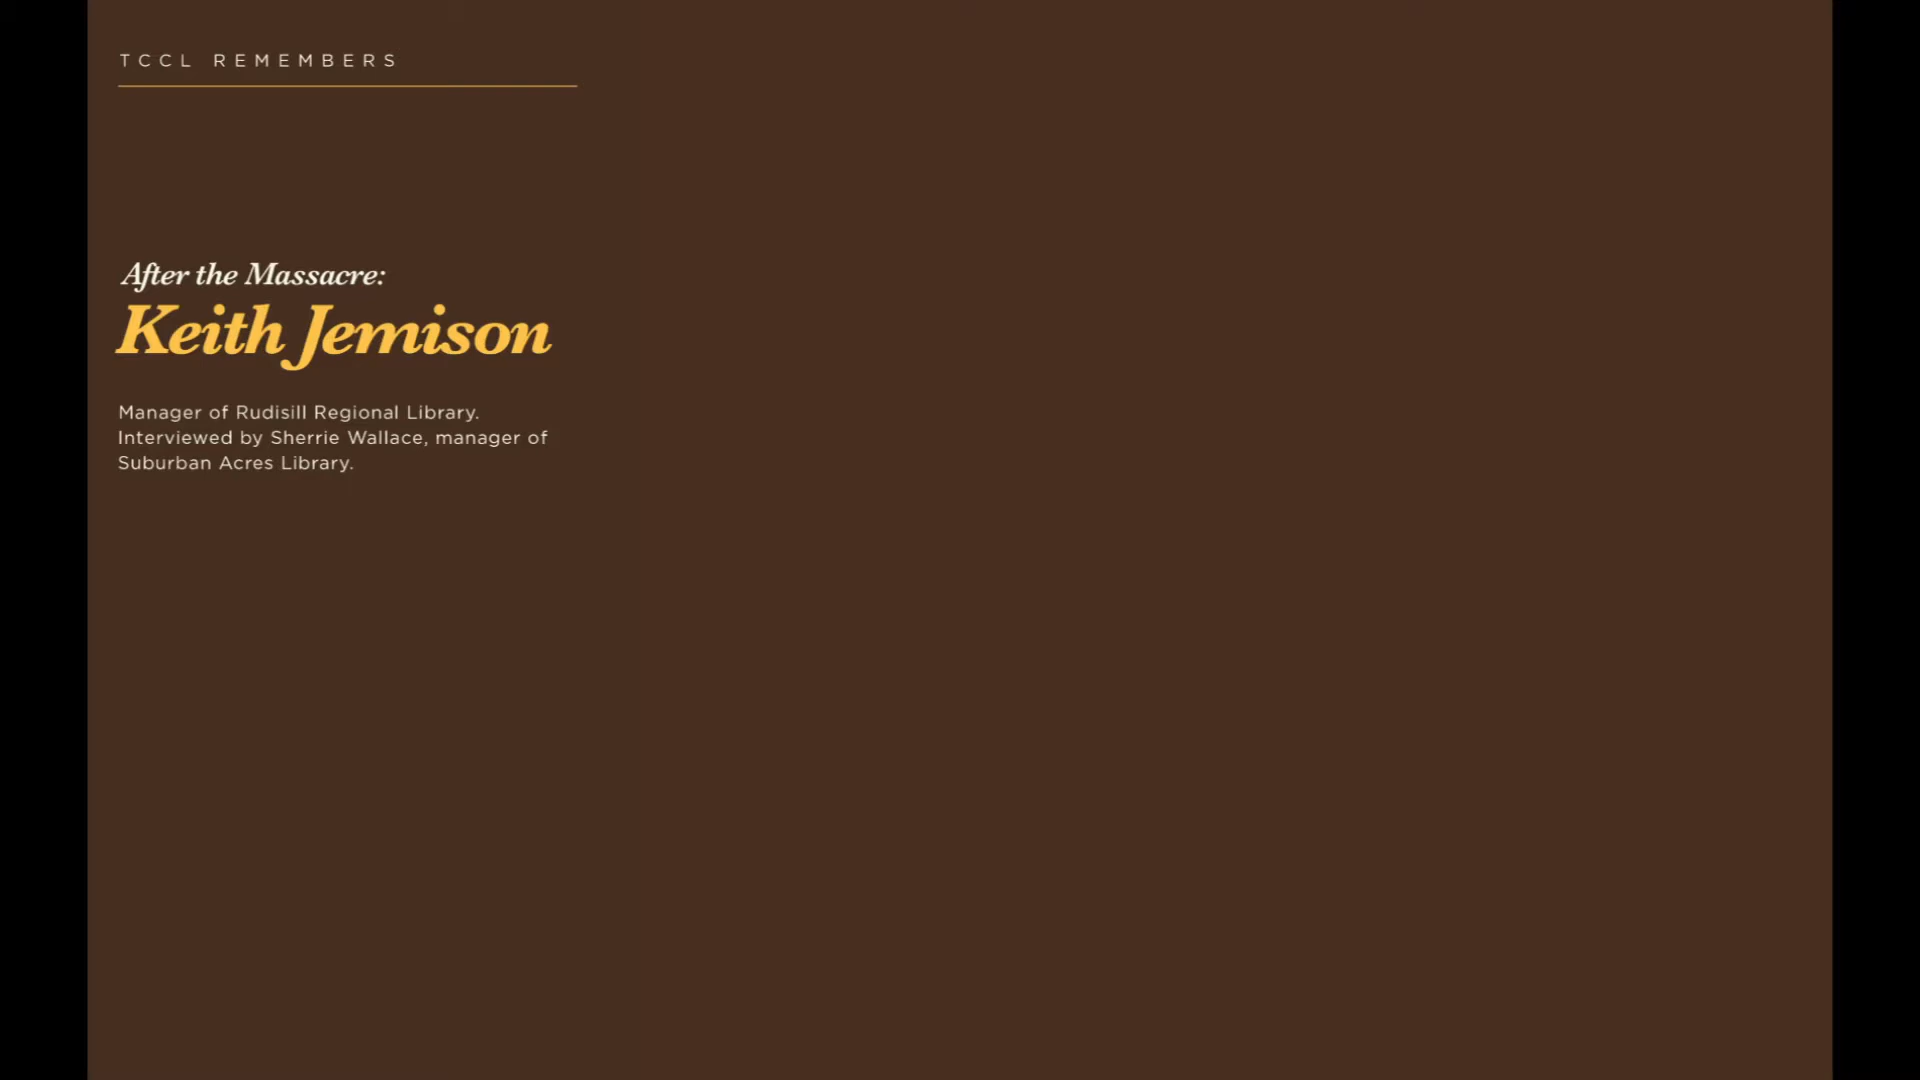 TCCL REMEMBERS
After the Massacre:
Keith Jemison
Manager of Rudisill Regional Library.
Interviewed by Sherrie Wallace, manager of
Suburban Acres Library.